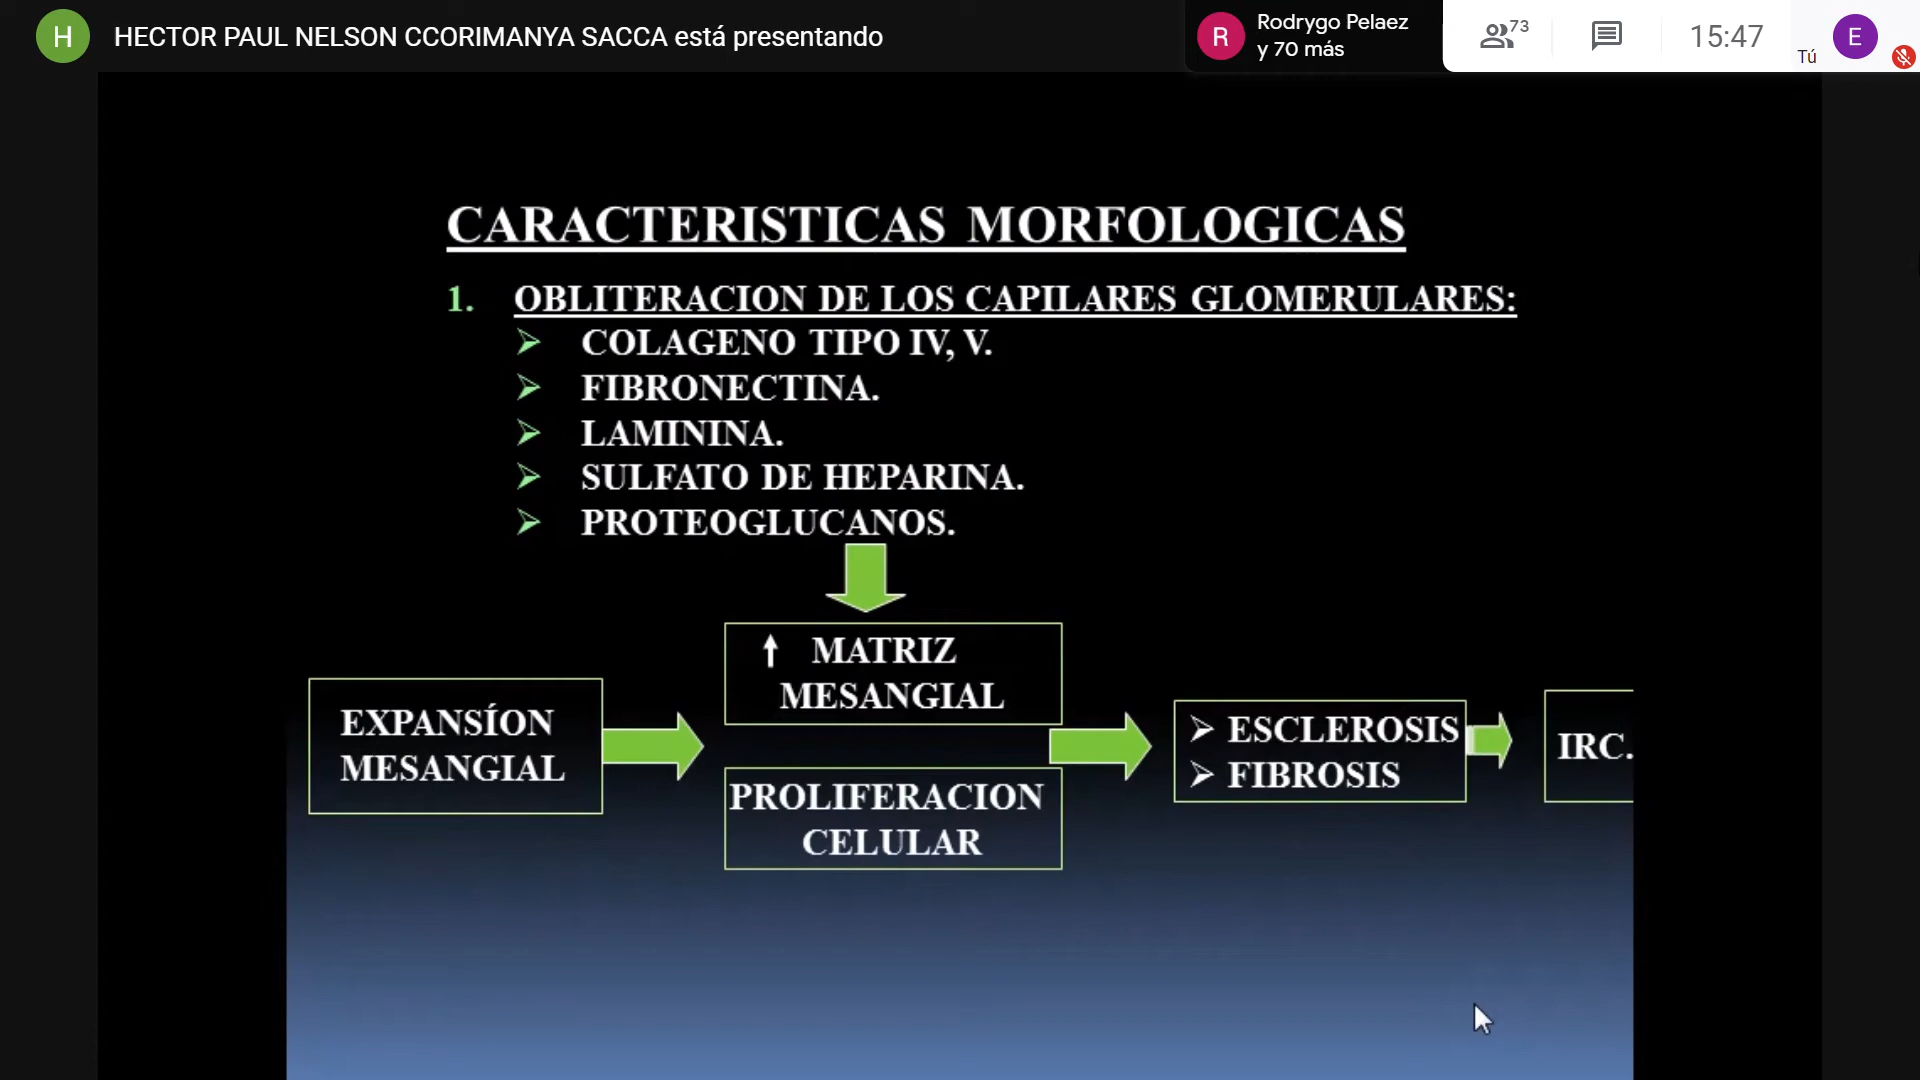 H
HECTOR PAUL NELSON CCORIMANYA SACCA está presentando
R
Rodrygo Pelaez
y 70 más
73
15:47
Tú
E
CARACTERISTICAS MORFOLOGICAS
1. OBLITERACION DE LOS CAPILARES GLOMERULARES:
➢ COLAGENO TIPO IV, V.
➢ FIBRONECTINA.
➢ LAMININA.
➢ SULFATO DE HEPARINA.
➢ PROTEOGLUCANOS.
MATRIZ
MESANGIAL
EXPANSÍON
MESANGIAL
PROLIFERACION
CELULAR
➢ ESCLEROSIS
➢ FIBROSIS
IRC.